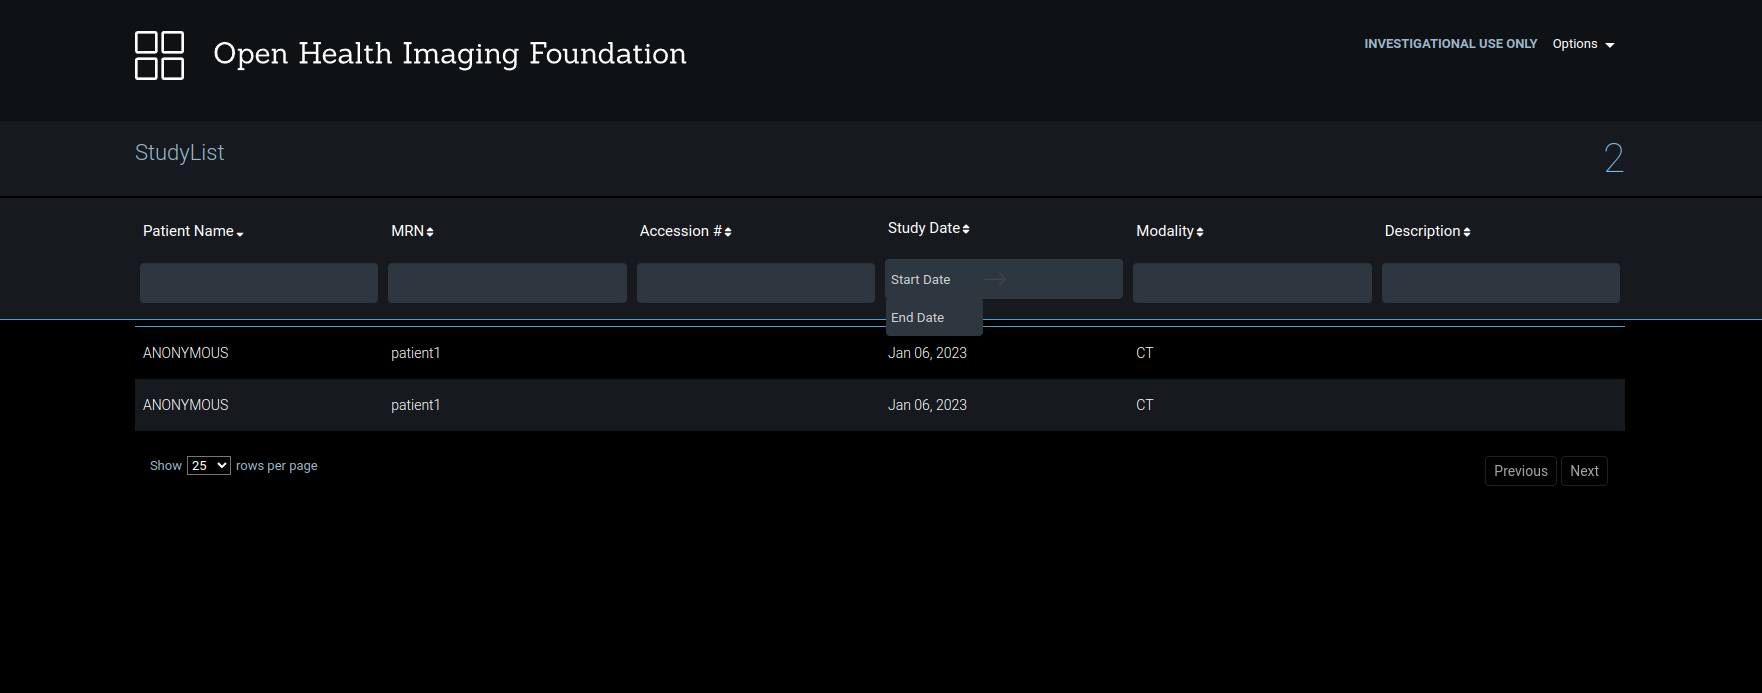 Open Health Imaging Foundation
INVESTIGATIONAL USE ONLY Options
StudyList
2
Patient Name MRN Accession # Study Date Modality Description
Start Date
End Date
ANONYMOUS patient1 Jan 06, 2023 CT
ANONYMOUS patient1 Jan 06, 2023 CT
Show 25 rows per page
Previous Next